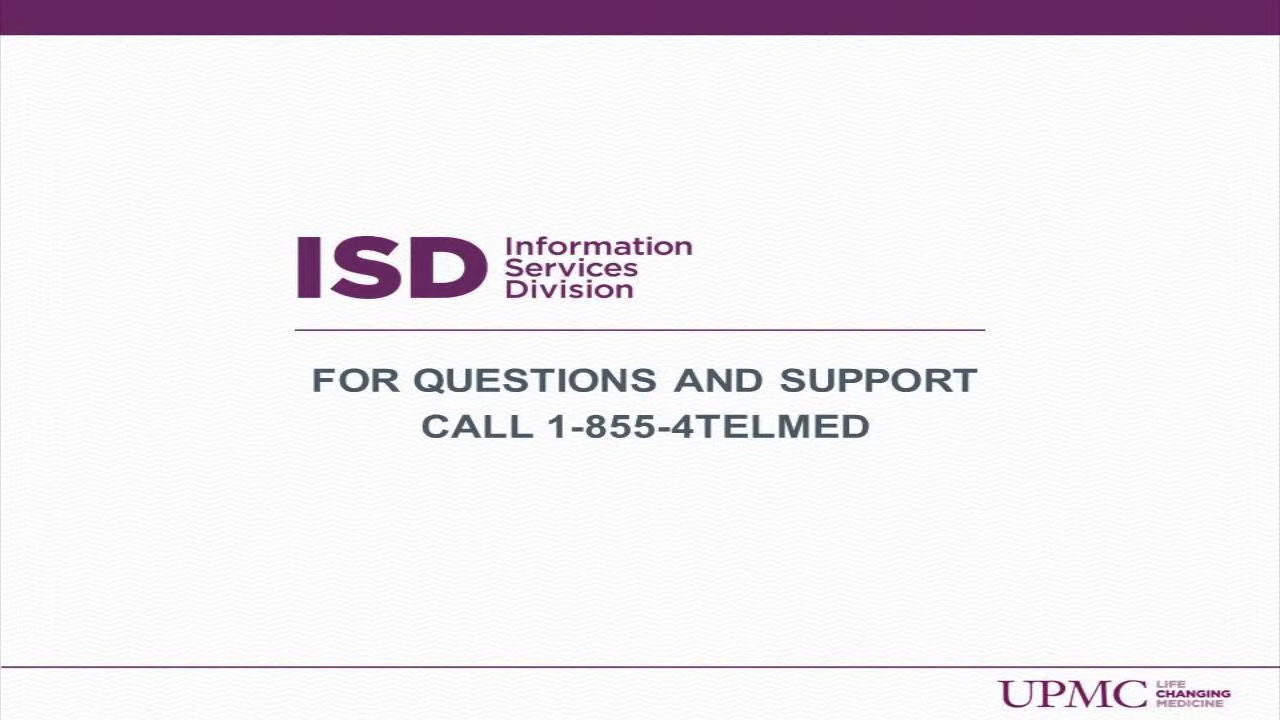 ISD
Information
Services
Division
FOR QUESTIONS AND SUPPORT
CALL 1-855-4TELMED
UPMC
LIFE
CHANGING
MEDICINE